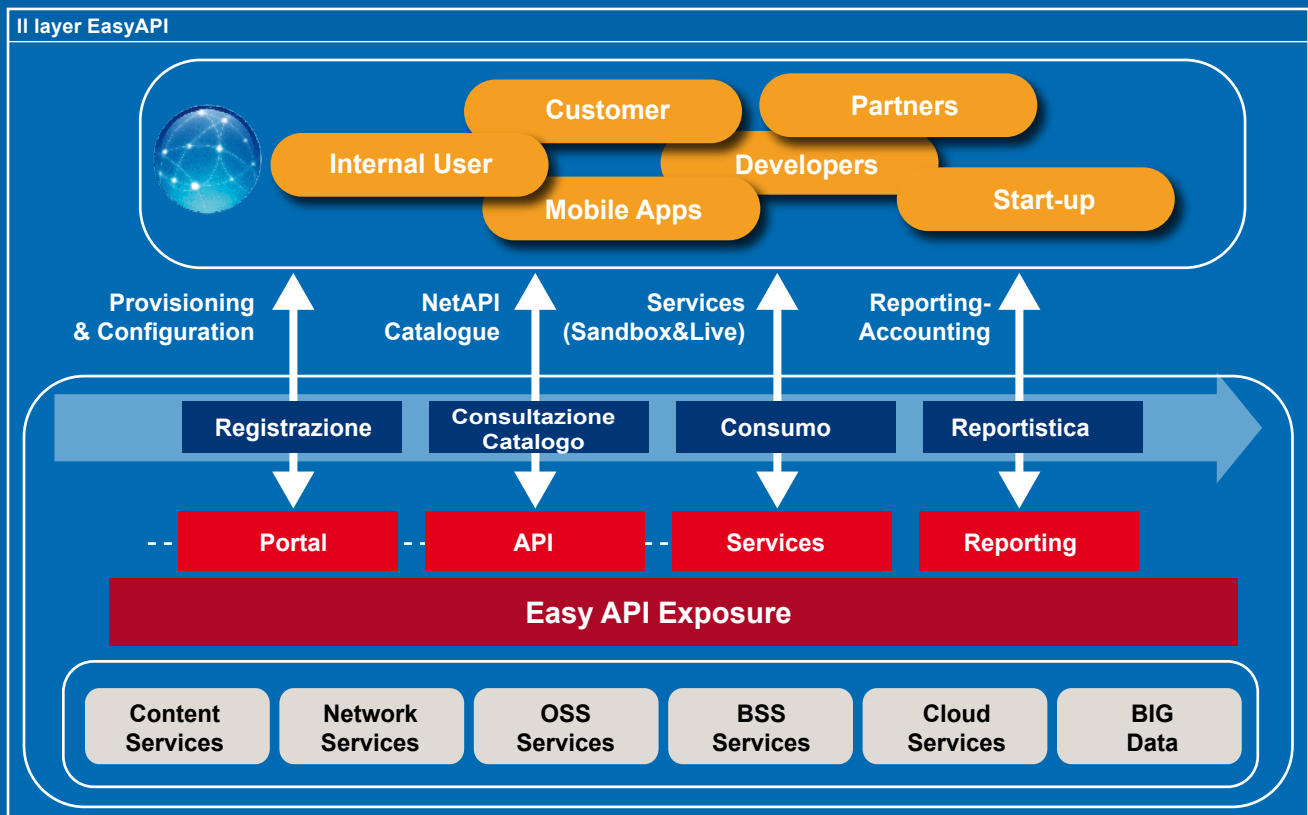 Il layer EasyAPI
Customer
Partners
Internal User
Developers
Mobile Apps
Start-up
Provisioning
& Configuration
NetAPI
Catalogue
Services
(Sandbox&Live)
Reporting-
Accounting
Registrazione
Consultazione
Catalogo
Consumo
Reportistica
Portal
API
Services
Reporting
Easy API Exposure
Content
Services
Network
Services
OSS
Services
BSS
Services
Cloud
Services
BIG
Data